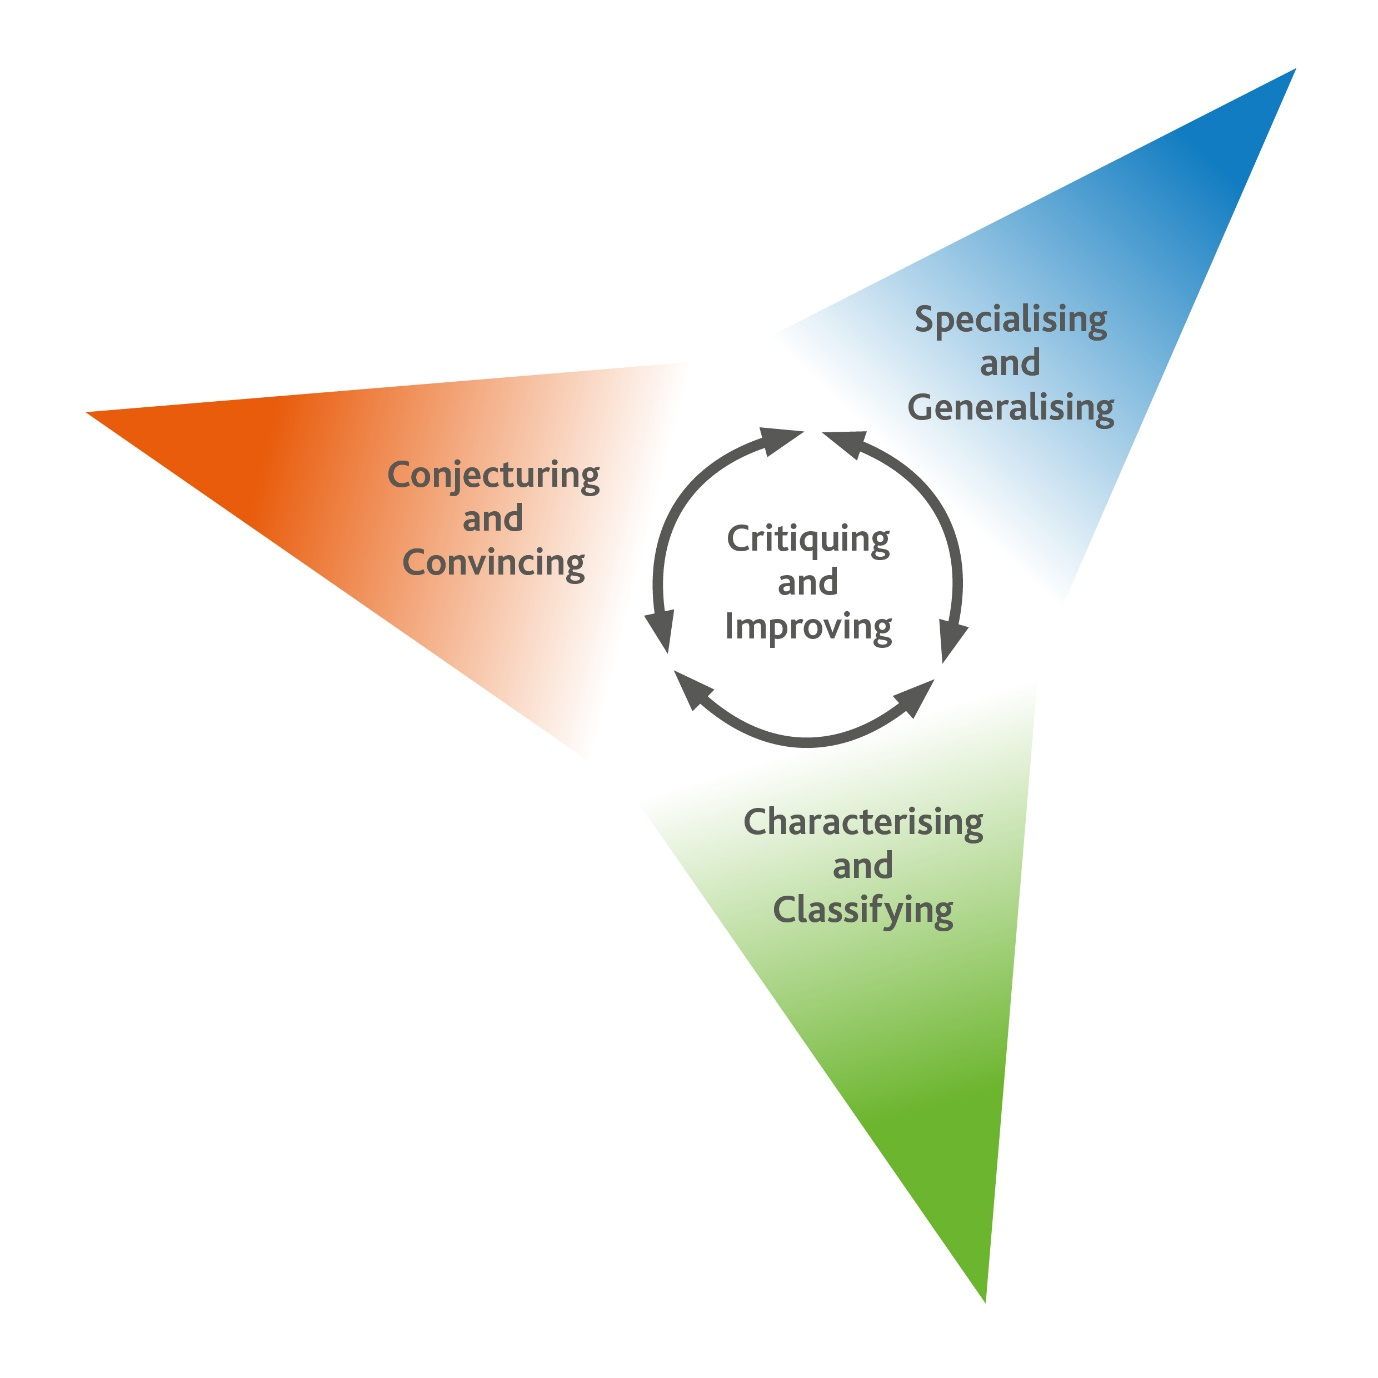 Specialising
and
Generalising
Conjecturing
and
Convincing
Critiquing
and
Improving
Characterising
and
Classifying